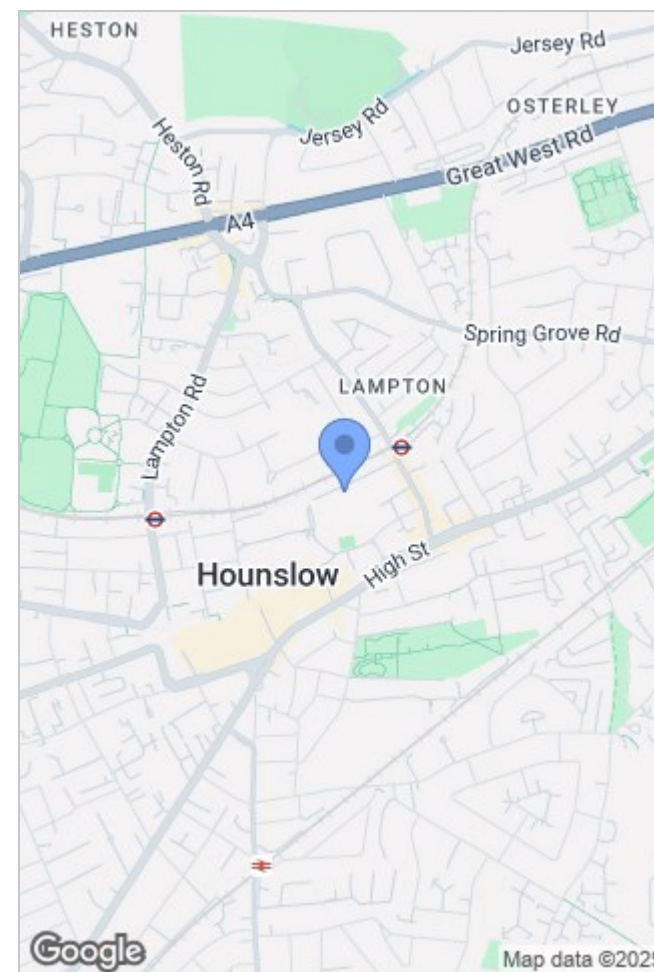 HESTON
Jersey Rd
OSTERLEY
Jersey Rd
Heston Rd
Great West Rd
A4
Spring Grove Rd
LAMPTON
Lampton Rd
Hounslow
High St
Google
Map data ©2025